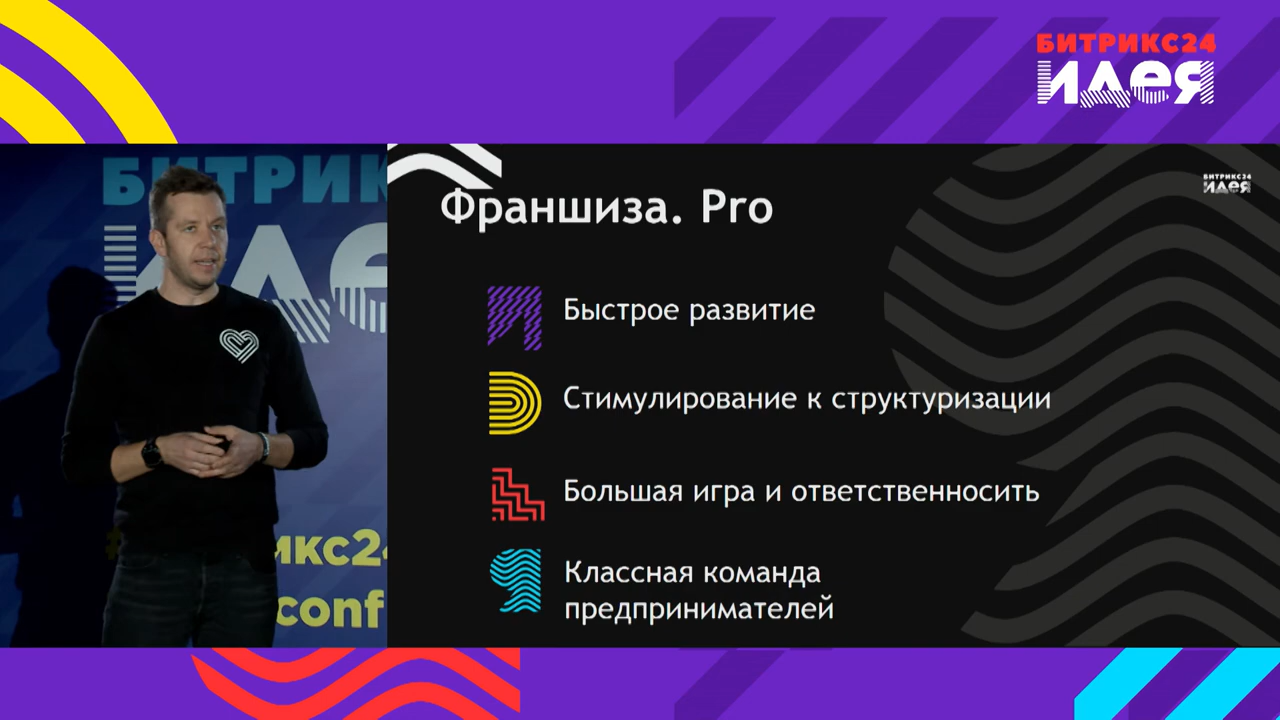 БИТРИКС24
идея
БИТРИК
иде
икс24
conf
Франшиза. Pro
БИТРИКС24
идея
Быстрое развитие
Стимулирование к структуризации
Большая игра и ответственносить
Классная команда
предпринимателей